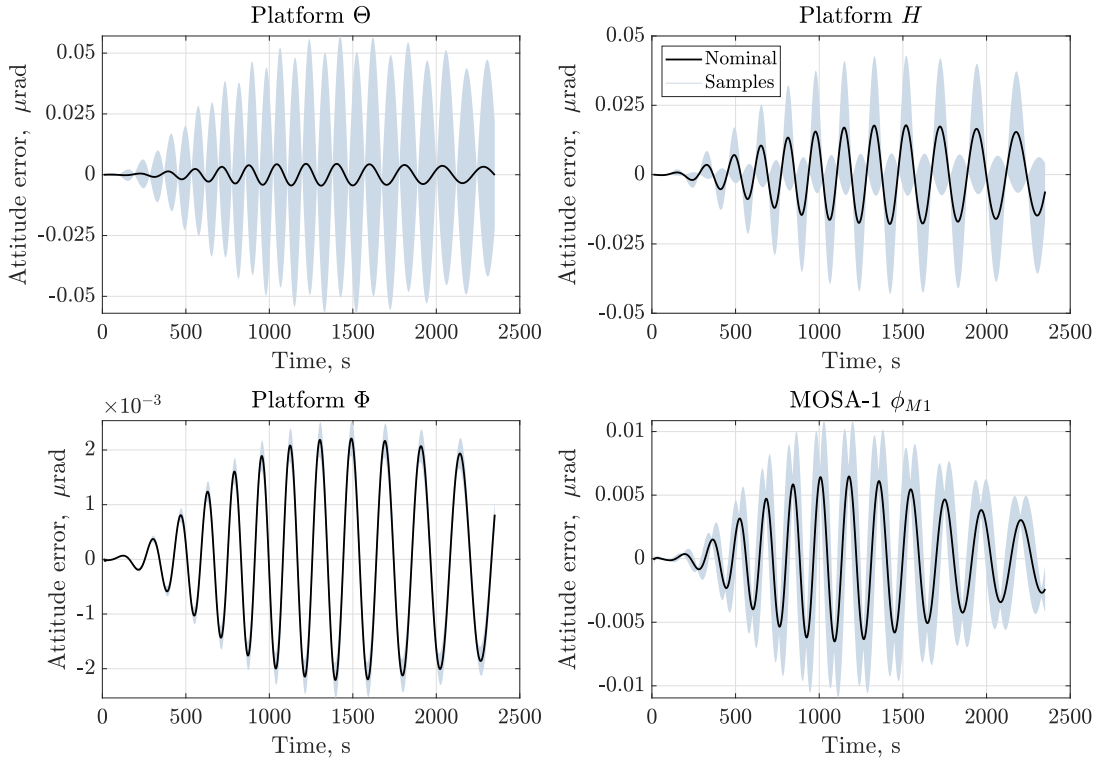 Platform Θ
Attitude error, μrad
0.05
0.025
0
-0.025
-0.05
0 500 1000 1500 2000 2500
Time, s
Platform H
Attitude error, μrad
Nominal
Samples
0.05
0.025
0
-0.025
-0.05
0 500 1000 1500 2000 2500
Time, s
×10⁻³
Platform Φ
Attitude error, μrad
2
1
0
-1
-2
0 500 1000 1500 2000 2500
Time, s
MOSA-1 ϕ_{M1}
Attitude error, μrad
0.01
0.005
0
-0.005
-0.01
0 500 1000 1500 2000 2500
Time, s